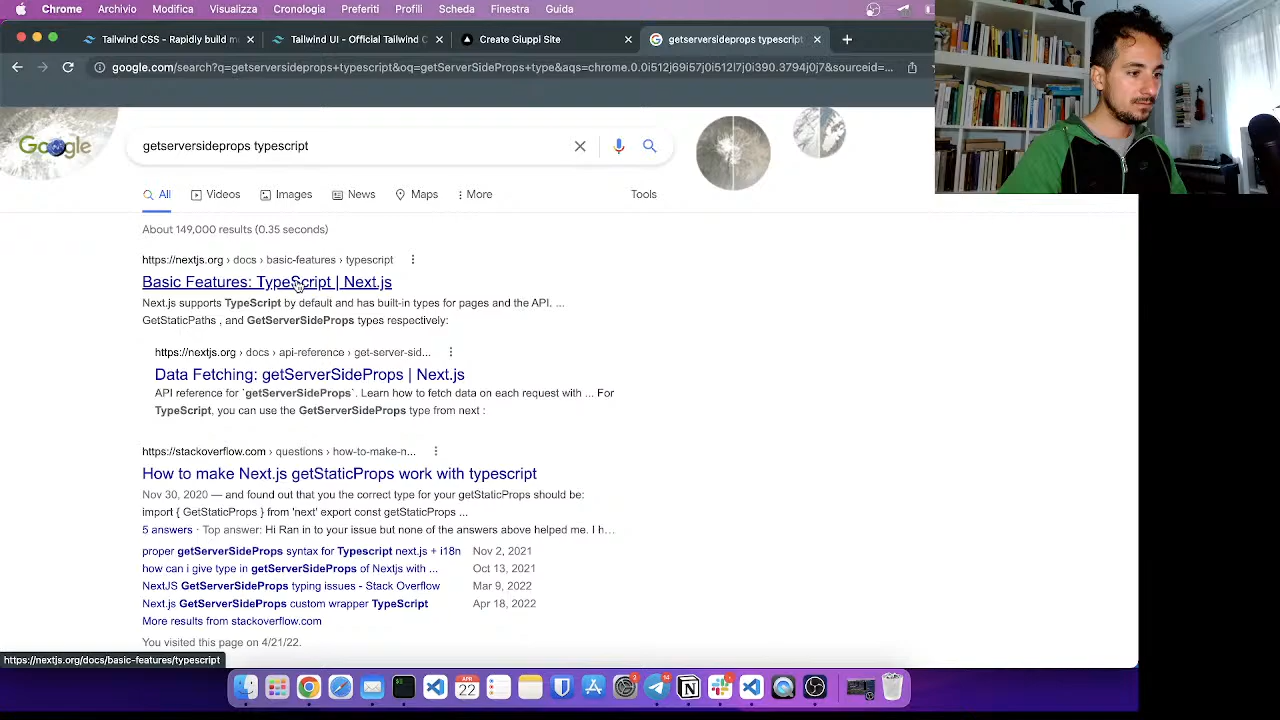 Chrome Archivio Modifica Visualizza Cronologia Preferiti Profili Scheda Finestra Guida
Tailwind CSS - Rapidly build m
Tailwind UI - Official Tailwind C
Create Giuppi Site
getserversideprops typescript
google.com/search?q=getserversideprops+typescript&oq=getServerSideProps+type&aqs=chrome.0.0i512j69i57j0i512l7j0i390.3794j0j7&sourceid=...
Google
getserversideprops typescript
All Videos Images News Maps More Tools
About 149,000 results (0.35 seconds)
https://nextjs.org › docs › basic-features › typescript
Basic Features: TypeScript | Next.js
Next.js supports TypeScript by default and has built-in types for pages and the API. ...
GetStaticPaths , and GetServerSideProps types respectively:
https://nextjs.org › docs › api-reference › get-server-sid...
Data Fetching: getServerSideProps | Next.js
API reference for `getServerSideProps`. Learn how to fetch data on each request with ... For
TypeScript, you can use the GetServerSideProps type from next :
https://stackoverflow.com › questions › how-to-make-n...
How to make Next.js getStaticProps work with typescript
Nov 30, 2020 — and found out that you the correct type for your getStaticProps should be:
import { GetStaticProps } from 'next' export const getStaticProps ...
5 answers · Top answer: Hi Ran in to your issue but none of the answers above helped me. I h...
proper getServerSideProps syntax for Typescript next.js + i18n Nov 2, 2021
how can i give type in getServerSideProps of Nextjs with ... Oct 13, 2021
NextJS GetServerSideProps typing issues - Stack Overflow Mar 9, 2022
Next.js GetServerSideProps custom wrapper TypeScript Apr 18, 2022
More results from stackoverflow.com
You visited this page on 4/21/22.
https://nextjs.org/docs/basic-features/typescript
APR
22
2
14